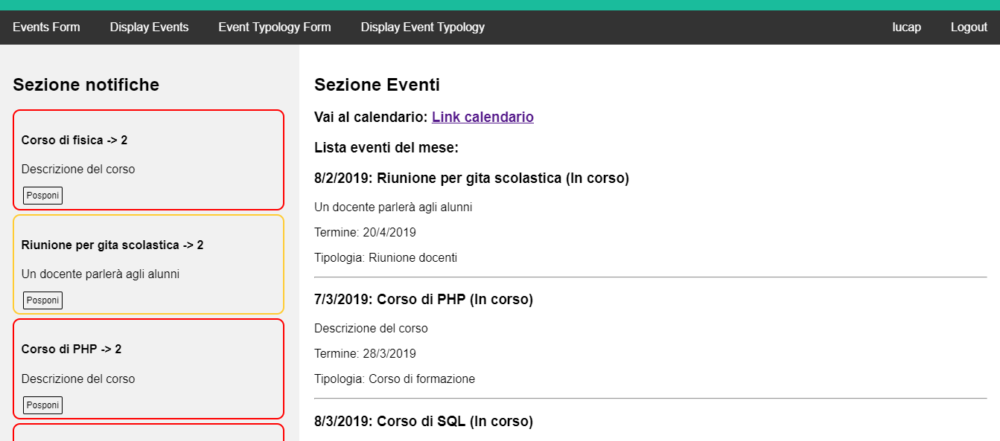 Events Form
Display Events
Event Typology Form
Display Event Typology
lucap
Logout
Sezione notifiche
Corso di fisica -> 2
Descrizione del corso
Posponi
Riunione per gita scolastica -> 2
Un docente parlerà agli alunni
Posponi
Corso di PHP -> 2
Descrizione del corso
Posponi
Sezione Eventi
Vai al calendario: Link calendario
Lista eventi del mese:
8/2/2019: Riunione per gita scolastica (In corso)
Un docente parlerà agli alunni
Termine: 20/4/2019
Tipologia: Riunione docenti
7/3/2019: Corso di PHP (In corso)
Descrizione del corso
Termine: 28/3/2019
Tipologia: Corso di formazione
8/3/2019: Corso di SQL (In corso)